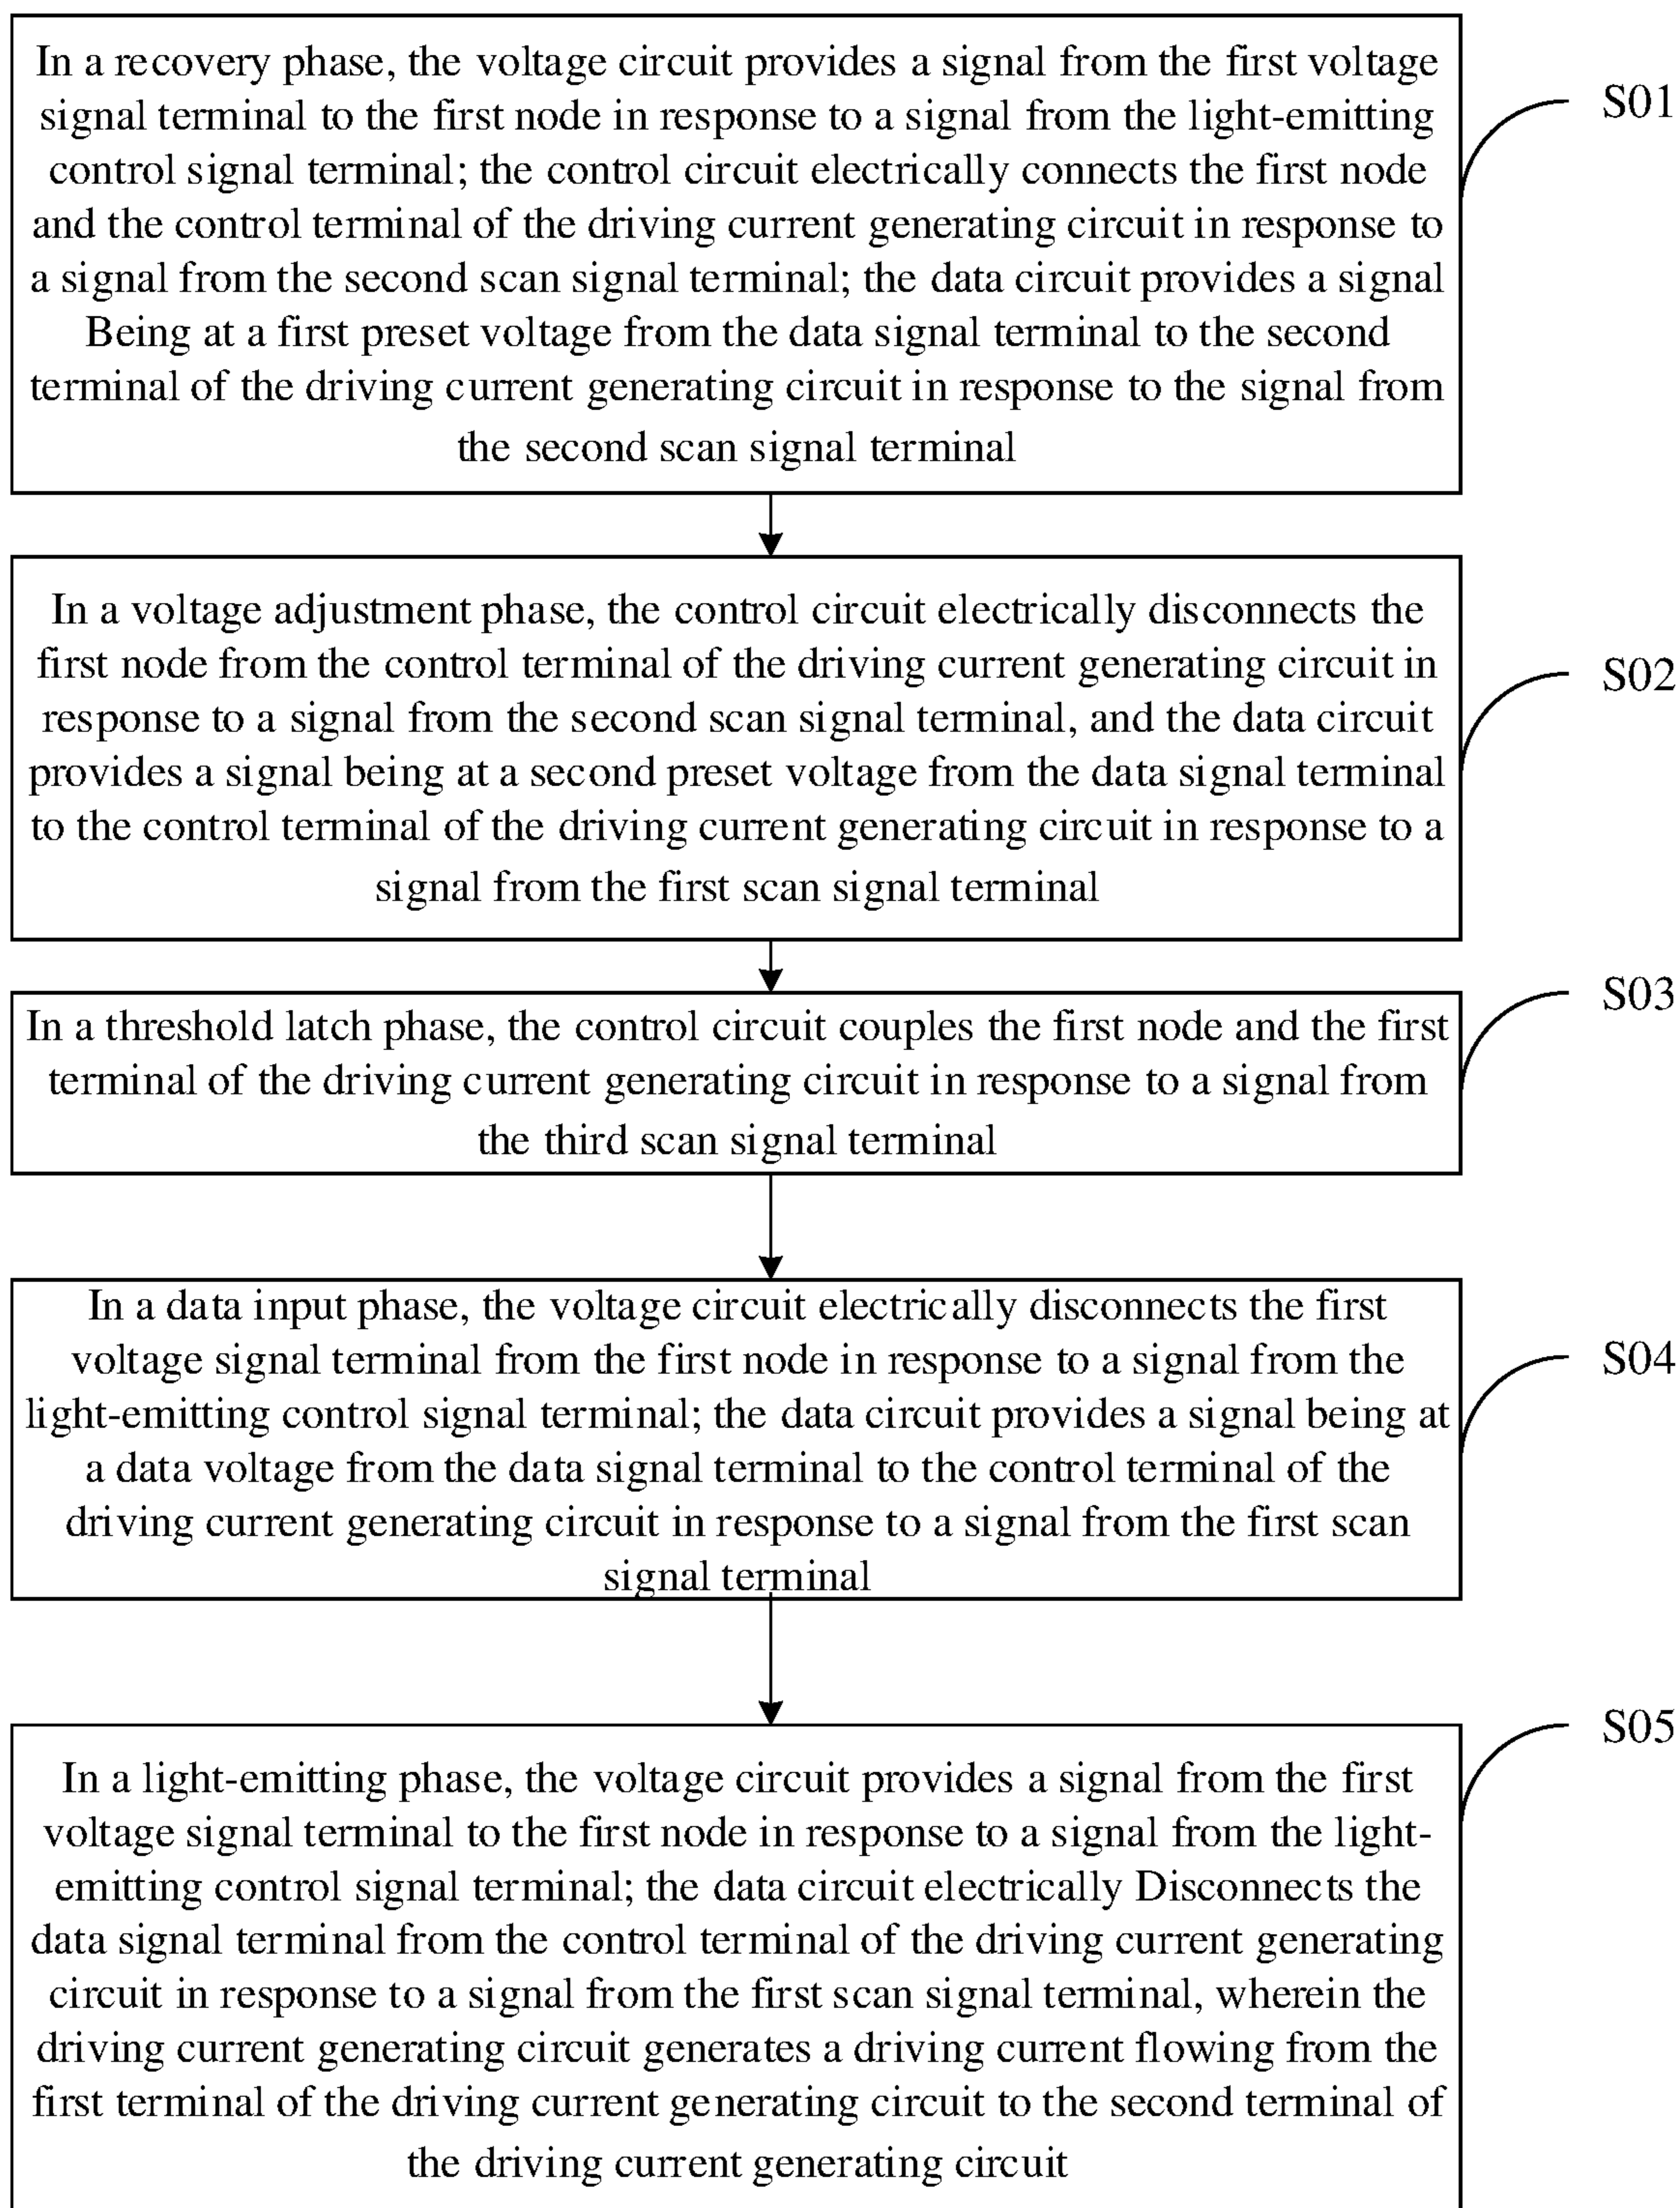 In a recovery phase, the voltage circuit provides a signal from the first voltage
signal terminal to the first node in response to a signal from the light-emitting
control signal terminal; the control circuit electrically connects the first node
and the control terminal of the driving current generating circuit in response to
a signal from the second scan signal terminal; the data circuit provides a signal
Being at a first preset voltage from the data signal terminal to the second
terminal of the driving current generating circuit in response to the signal from
the second scan signal terminal
S01
In a voltage adjustment phase, the control circuit electrically disconnects the
first node from the control terminal of the driving current generating circuit in
response to a signal from the second scan signal terminal, and the data circuit
provides a signal being at a second preset voltage from the data signal terminal
to the control terminal of the driving current generating circuit in response to a
signal from the first scan signal terminal
S02
In a threshold latch phase, the control circuit couples the first node and the first
terminal of the driving current generating circuit in response to a signal from
the third scan signal terminal
S03
In a data input phase, the voltage circuit electrically disconnects the first
voltage signal terminal from the first node in response to a signal from the
light-emitting control signal terminal; the data circuit provides a signal being at
a data voltage from the data signal terminal to the control terminal of the
driving current generating circuit in response to a signal from the first scan
signal terminal
S04
In a light-emitting phase, the voltage circuit provides a signal from the first
voltage signal terminal to the first node in response to a signal from the light-
emitting control signal terminal; the data circuit electrically Disconnects the
data signal terminal from the control terminal of the driving current generating
circuit in response to a signal from the first scan signal terminal, wherein the
driving current generating circuit generates a driving current flowing from the
first terminal of the driving current generating circuit to the second terminal of
the driving current generating circuit
S05